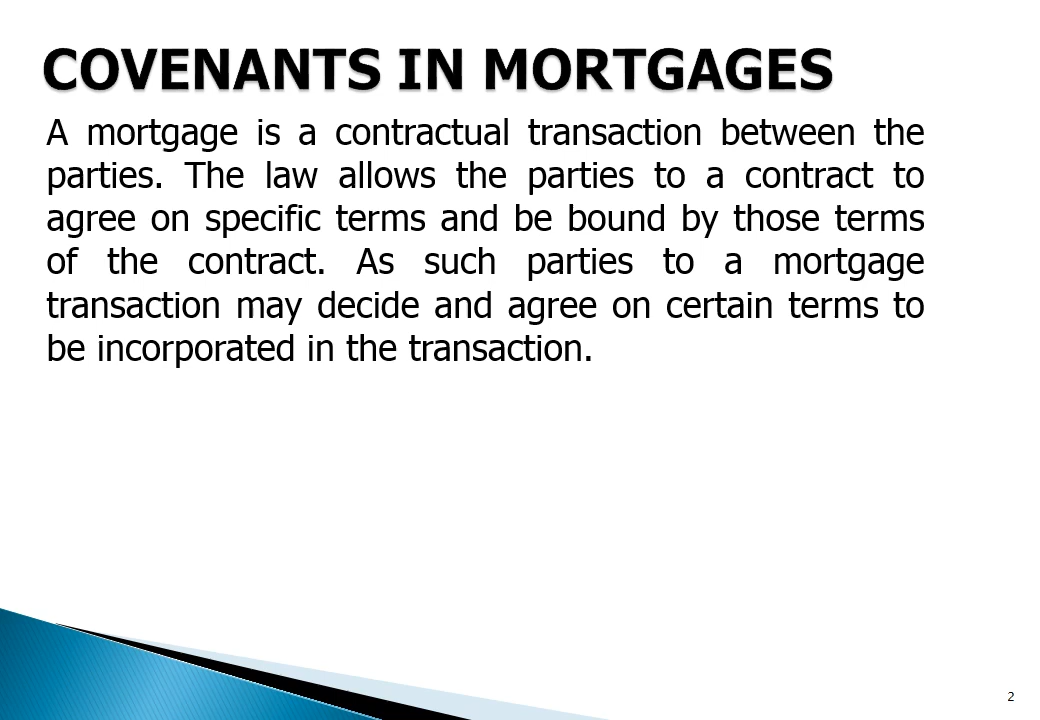 COVENANTS IN MORTGAGES
A mortgage is a contractual transaction between the
parties. The law allows the parties to a contract to
agree on specific terms and be bound by those terms
of the contract. As such parties to a mortgage
transaction may decide and agree on certain terms to
be incorporated in the transaction.
2